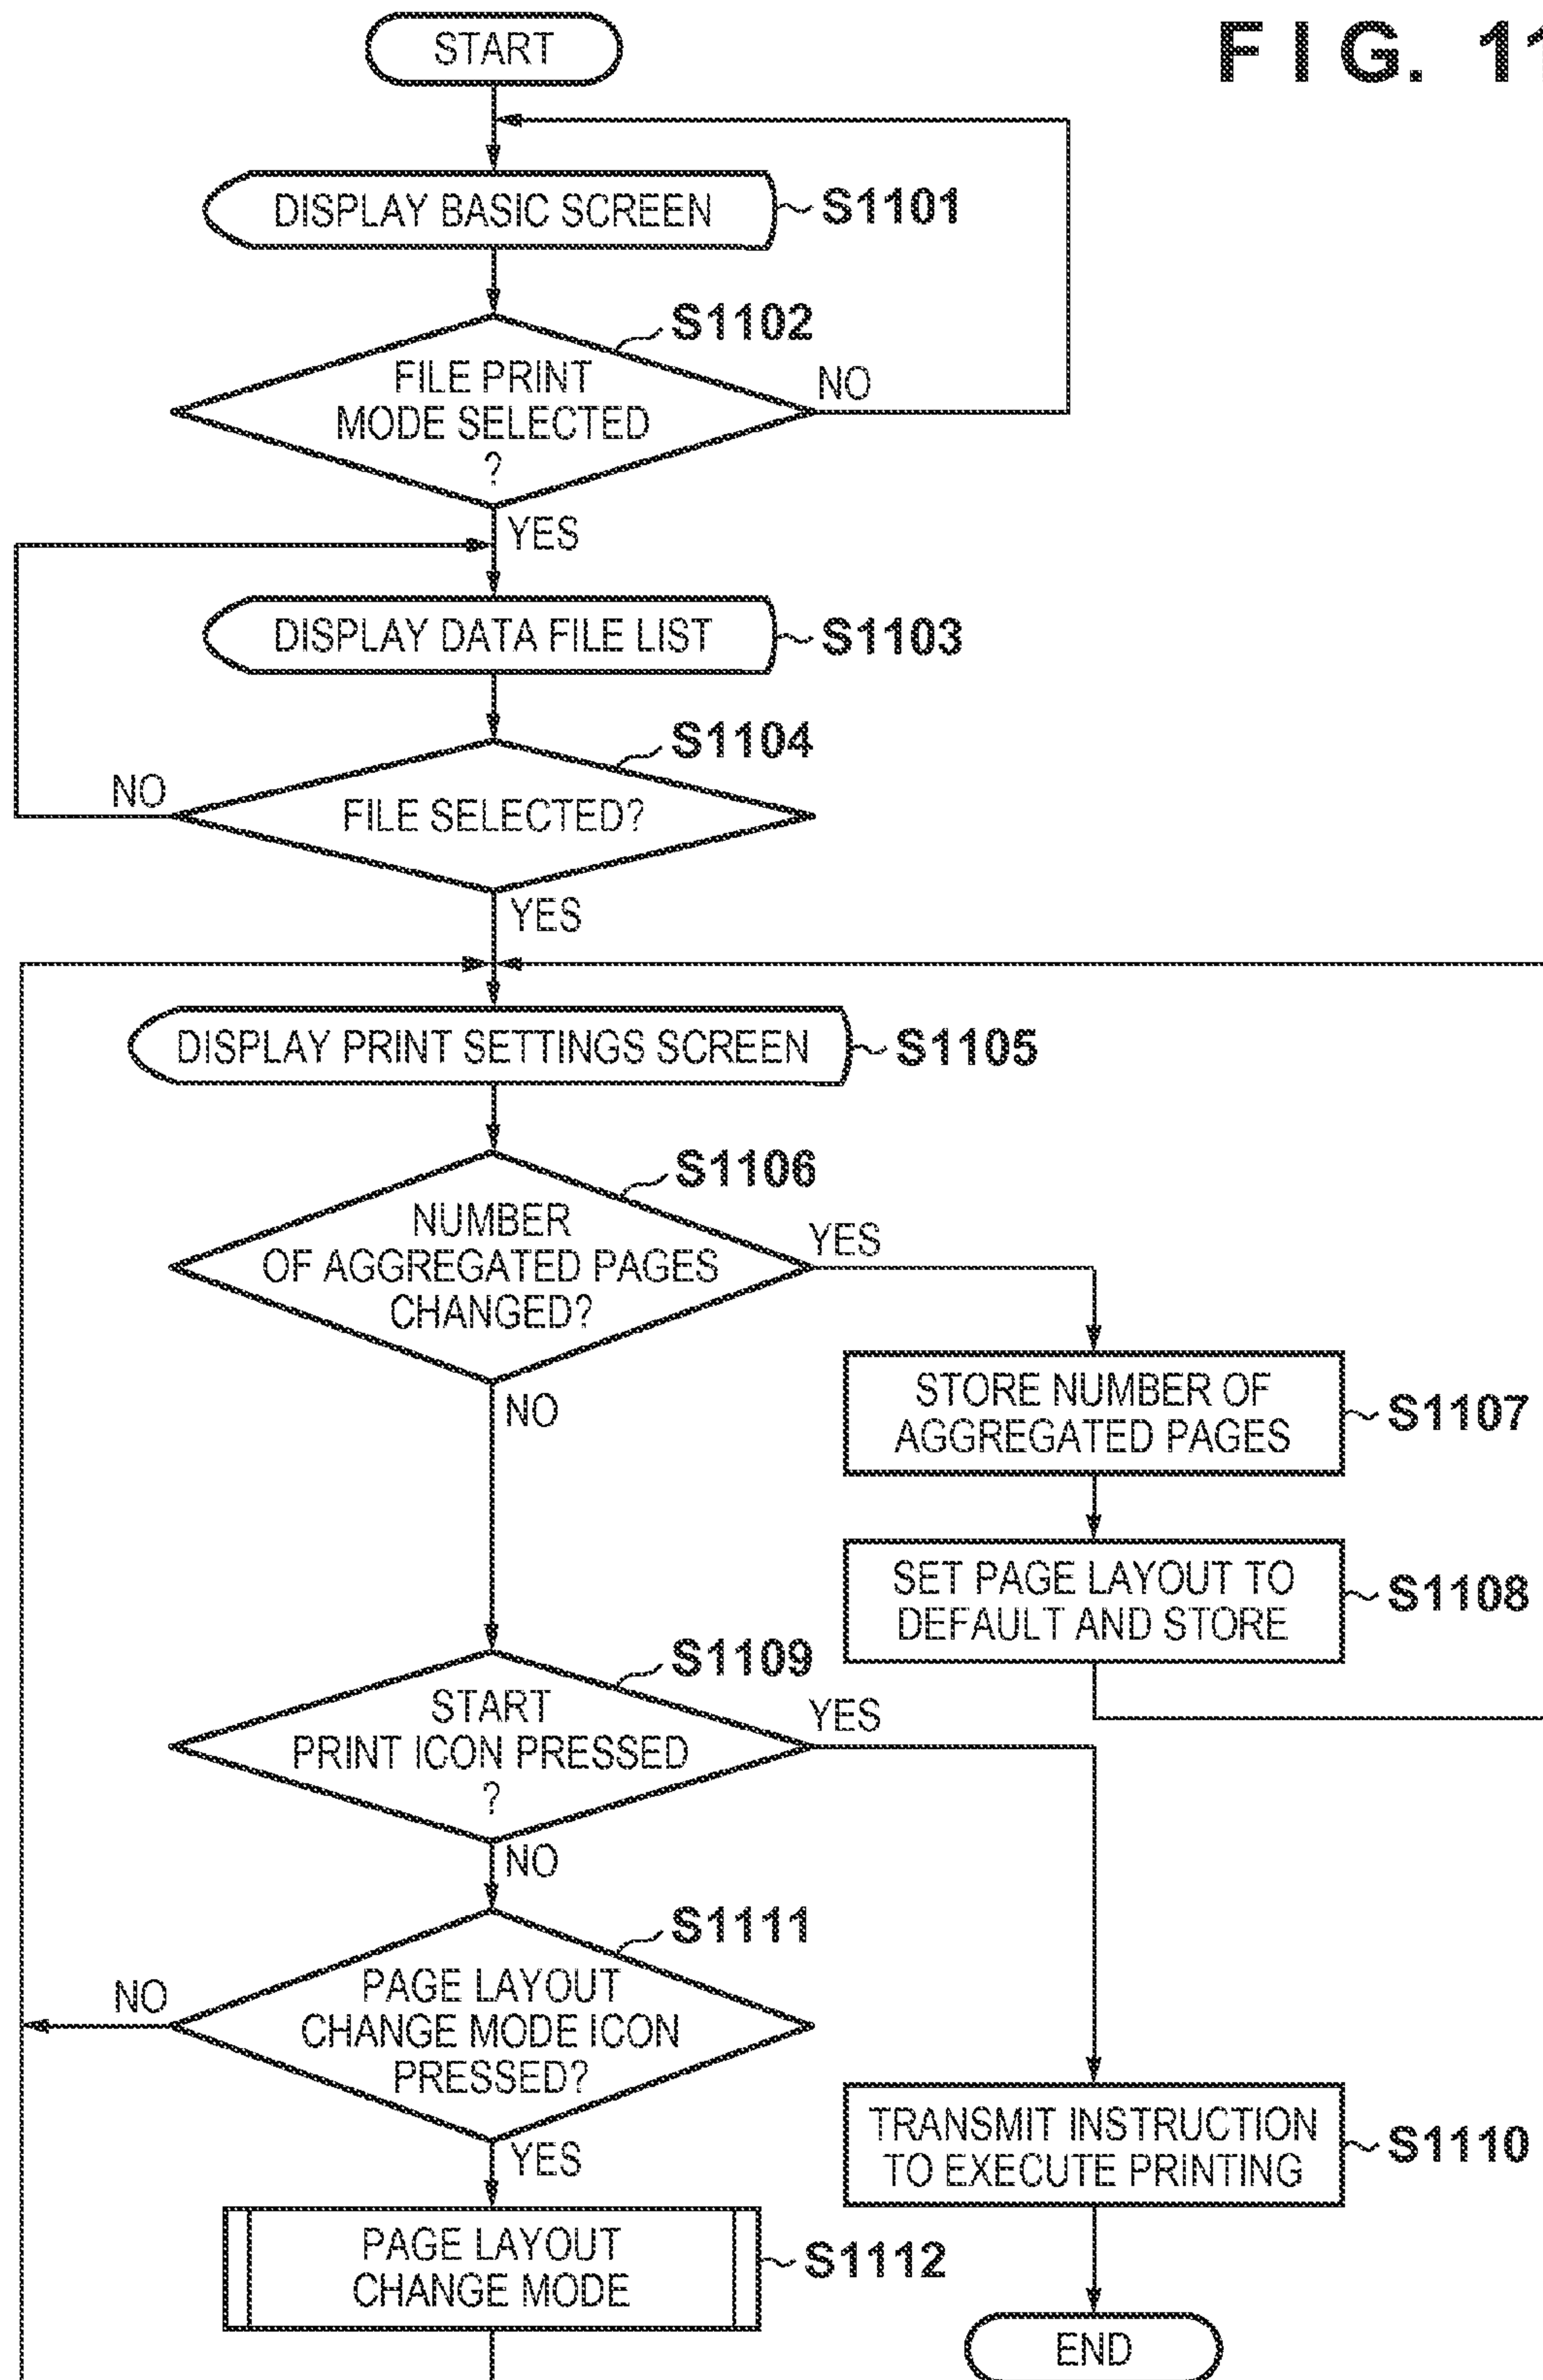 FIG. 11
START
DISPLAY BASIC SCREEN
S1101
S1102
FILE PRINT
MODE SELECTED
?
NO
YES
DISPLAY DATA FILE LIST
S1103
S1104
NO
FILE SELECTED?
YES
DISPLAY PRINT SETTINGS SCREEN
S1105
S1106
NUMBER
OF AGGREGATED PAGES
CHANGED?
YES
NO
STORE NUMBER OF
AGGREGATED PAGES
S1107
SET PAGE LAYOUT TO
DEFAULT AND STORE
S1108
S1109
START
PRINT ICON PRESSED
?
YES
NO
S1111
PAGE LAYOUT
CHANGE MODE ICON
PRESSED?
NO
YES
TRANSMIT INSTRUCTION
TO EXECUTE PRINTING
S1110
PAGE LAYOUT
CHANGE MODE
S1112
END